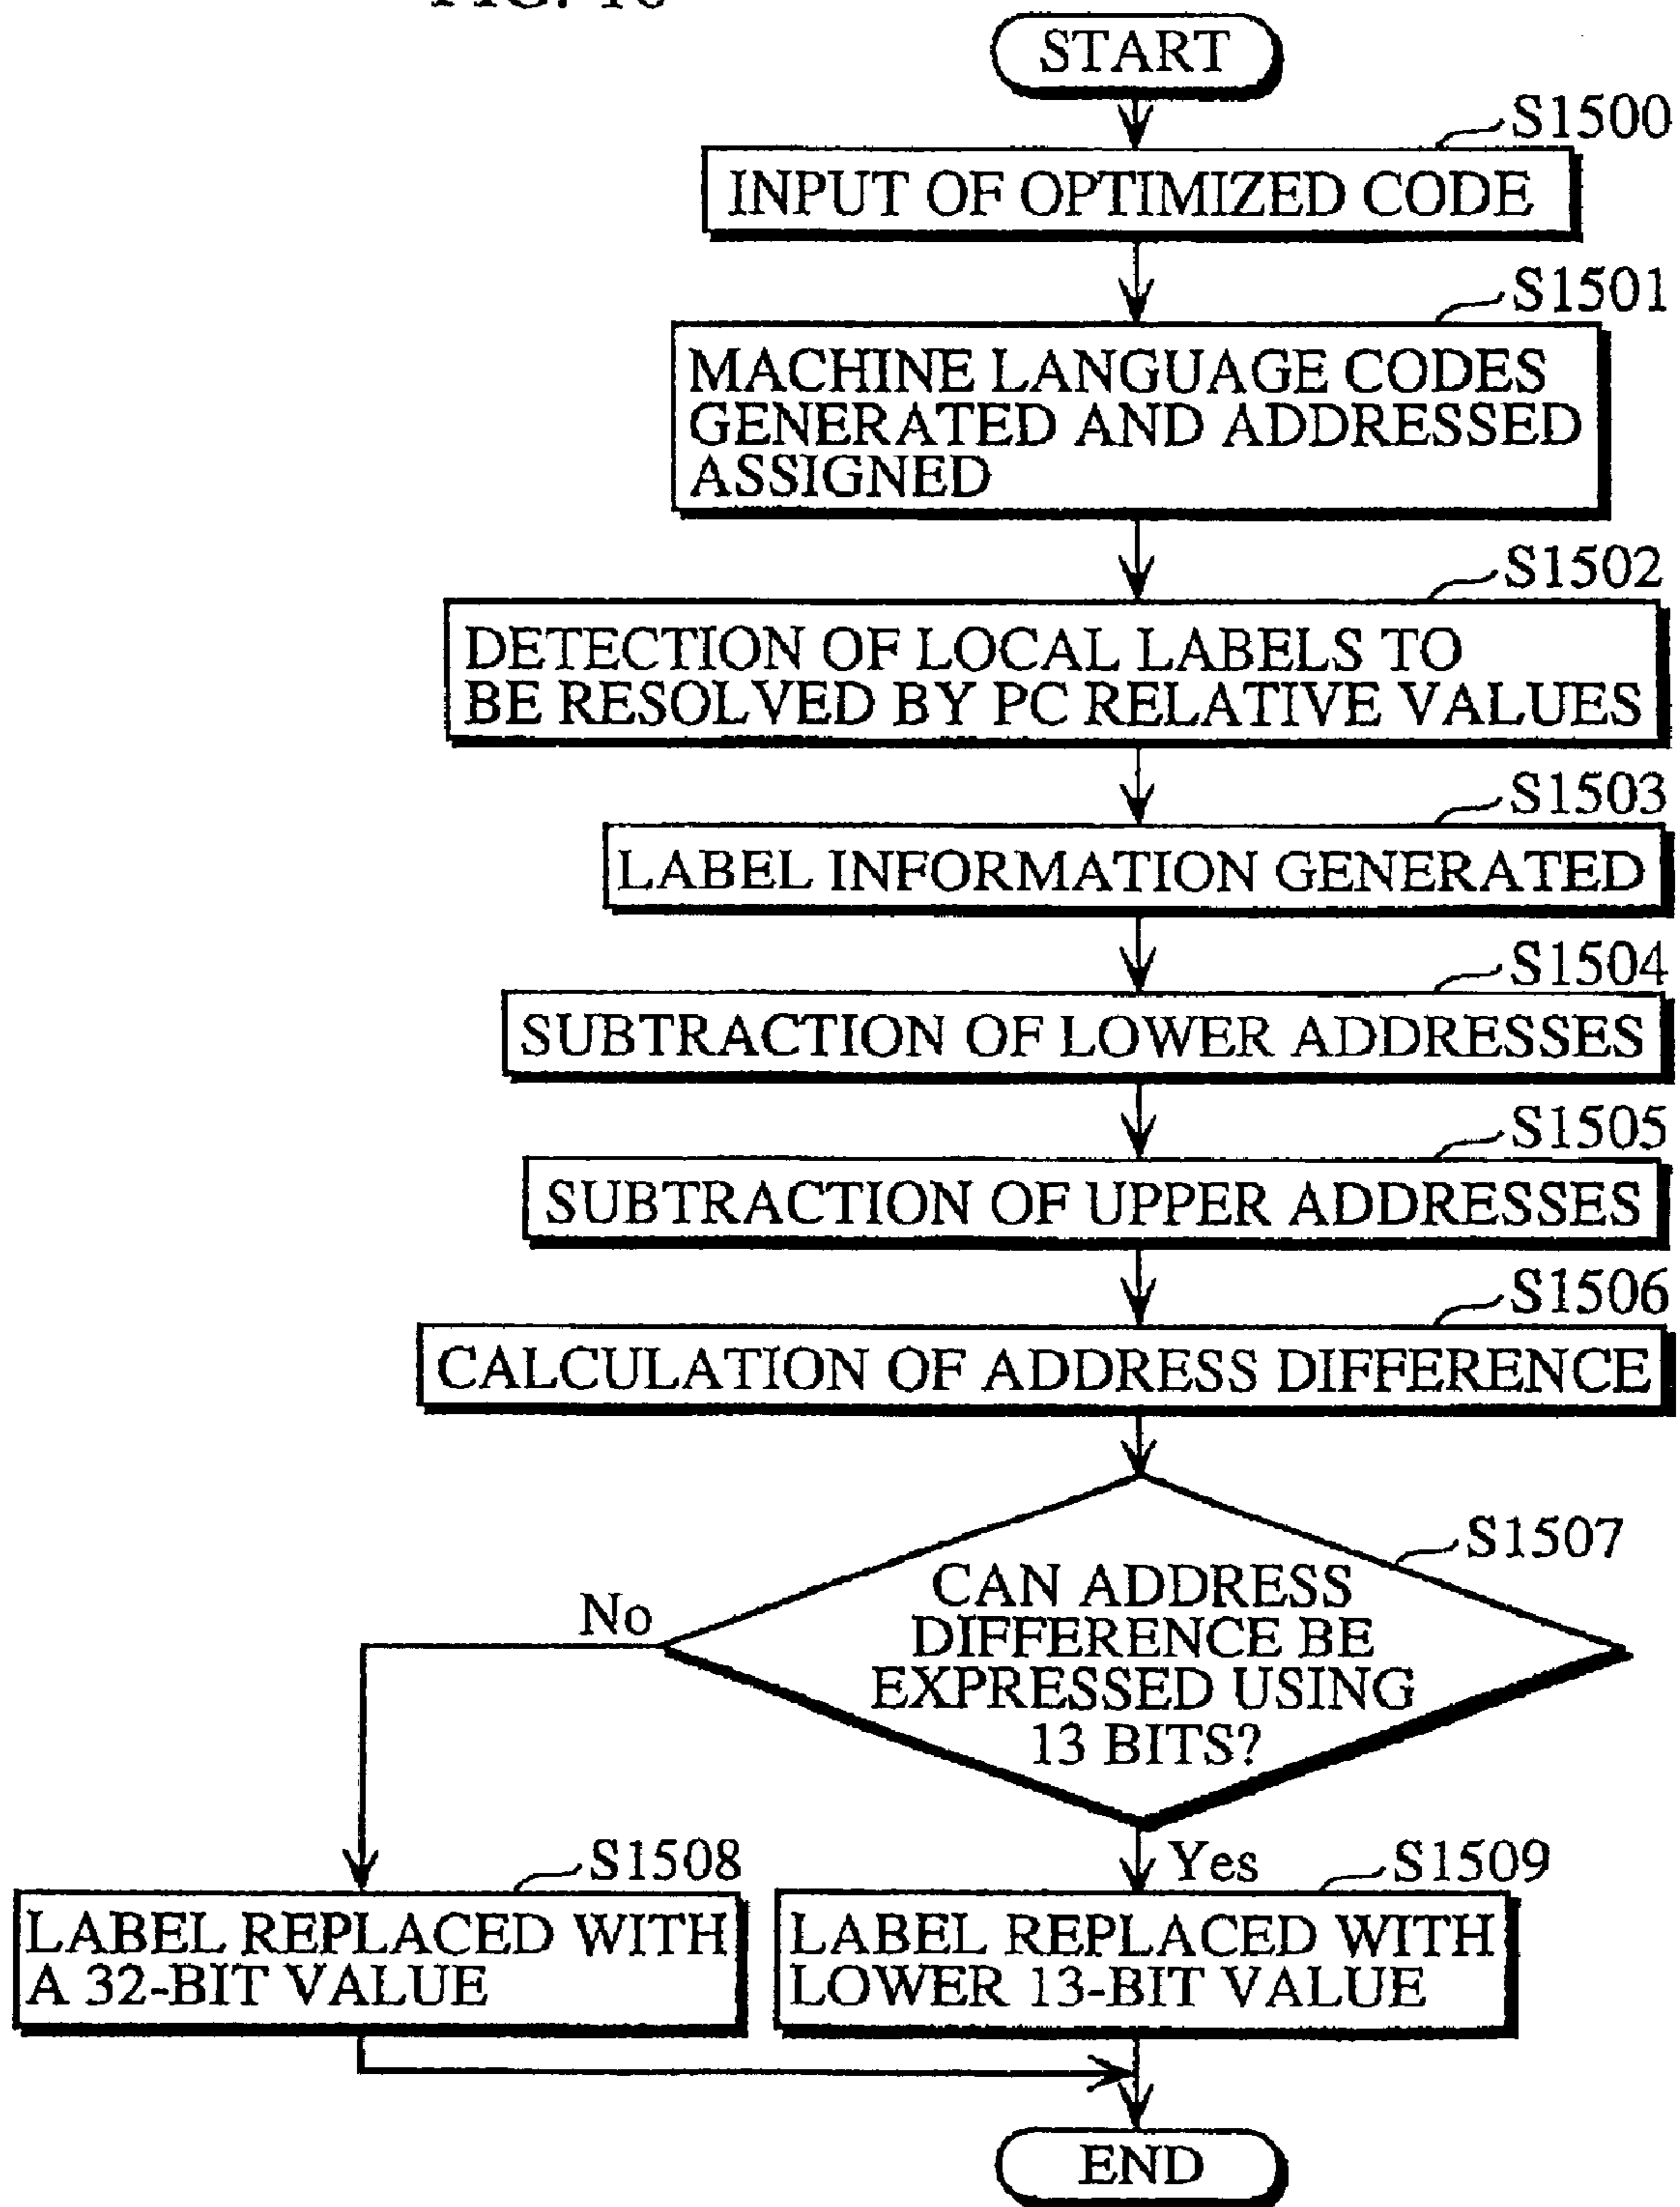 START
S1500
INPUT OF OPTIMIZED CODE
S1501
MACHINE LANGUAGE CODES
GENERATED AND ADDRESSED
ASSIGNED
S1502
DETECTION OF LOCAL LABELS TO
BE RESOLVED BY PC RELATIVE VALUES
S1503
LABEL INFORMATION GENERATED
S1504
SUBTRACTION OF LOWER ADDRESSES
S1505
SUBTRACTION OF UPPER ADDRESSES
S1506
CALCULATION OF ADDRESS DIFFERENCE
S1507
CAN ADDRESS
DIFFERENCE BE
EXPRESSED USING
13 BITS?
No
Yes
S1508
LABEL REPLACED WITH
A 32-BIT VALUE
S1509
LABEL REPLACED WITH
LOWER 13-BIT VALUE
END